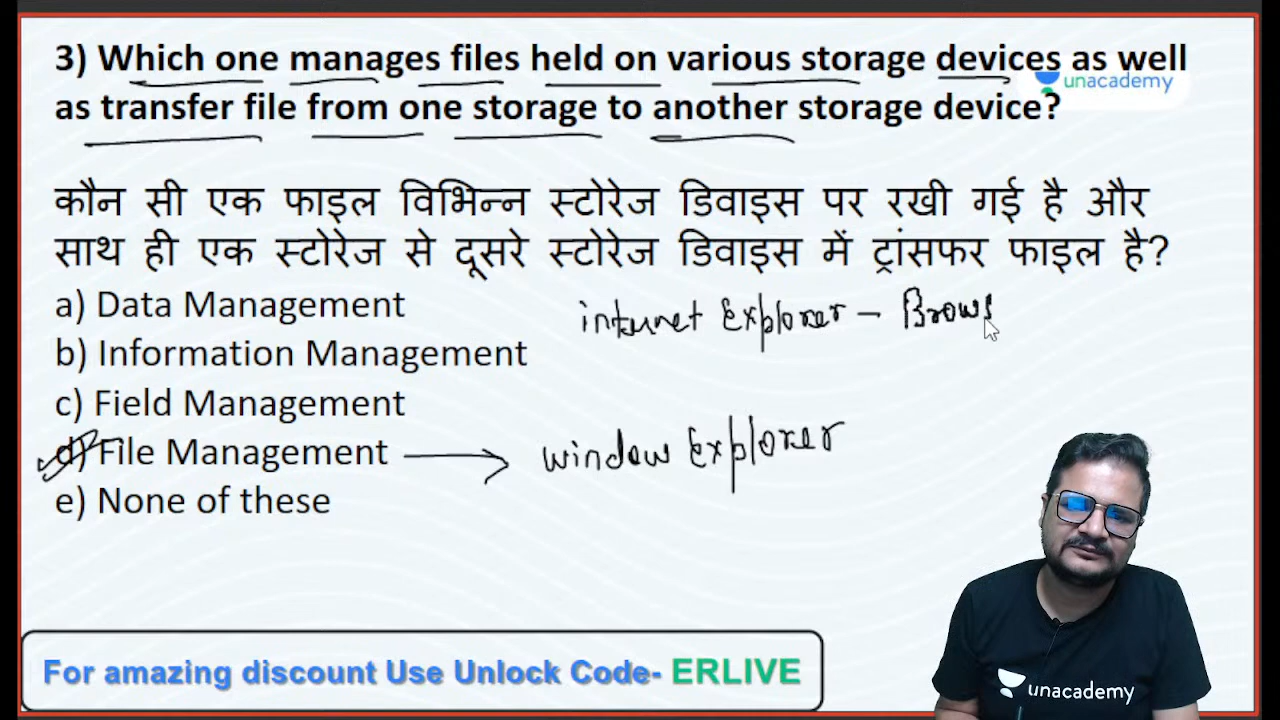 3) Which one manages files held on various storage devices as well
unacademy
as transfer file from one storage to another storage device?
कौन सी एक फाइल विभिन्न स्टोरेज डिवाइस पर रखी गई है और
साथ ही एक स्टोरेज से दूसरे स्टोरेज डिवाइस में ट्रांसफर फाइल है?
a) Data Management
internet Explorer – Brows
b) Information Management
c) Field Management
d) File Management
window Explorer
e) None of these
For amazing discount Use Unlock Code- ERLIVE
unacademy